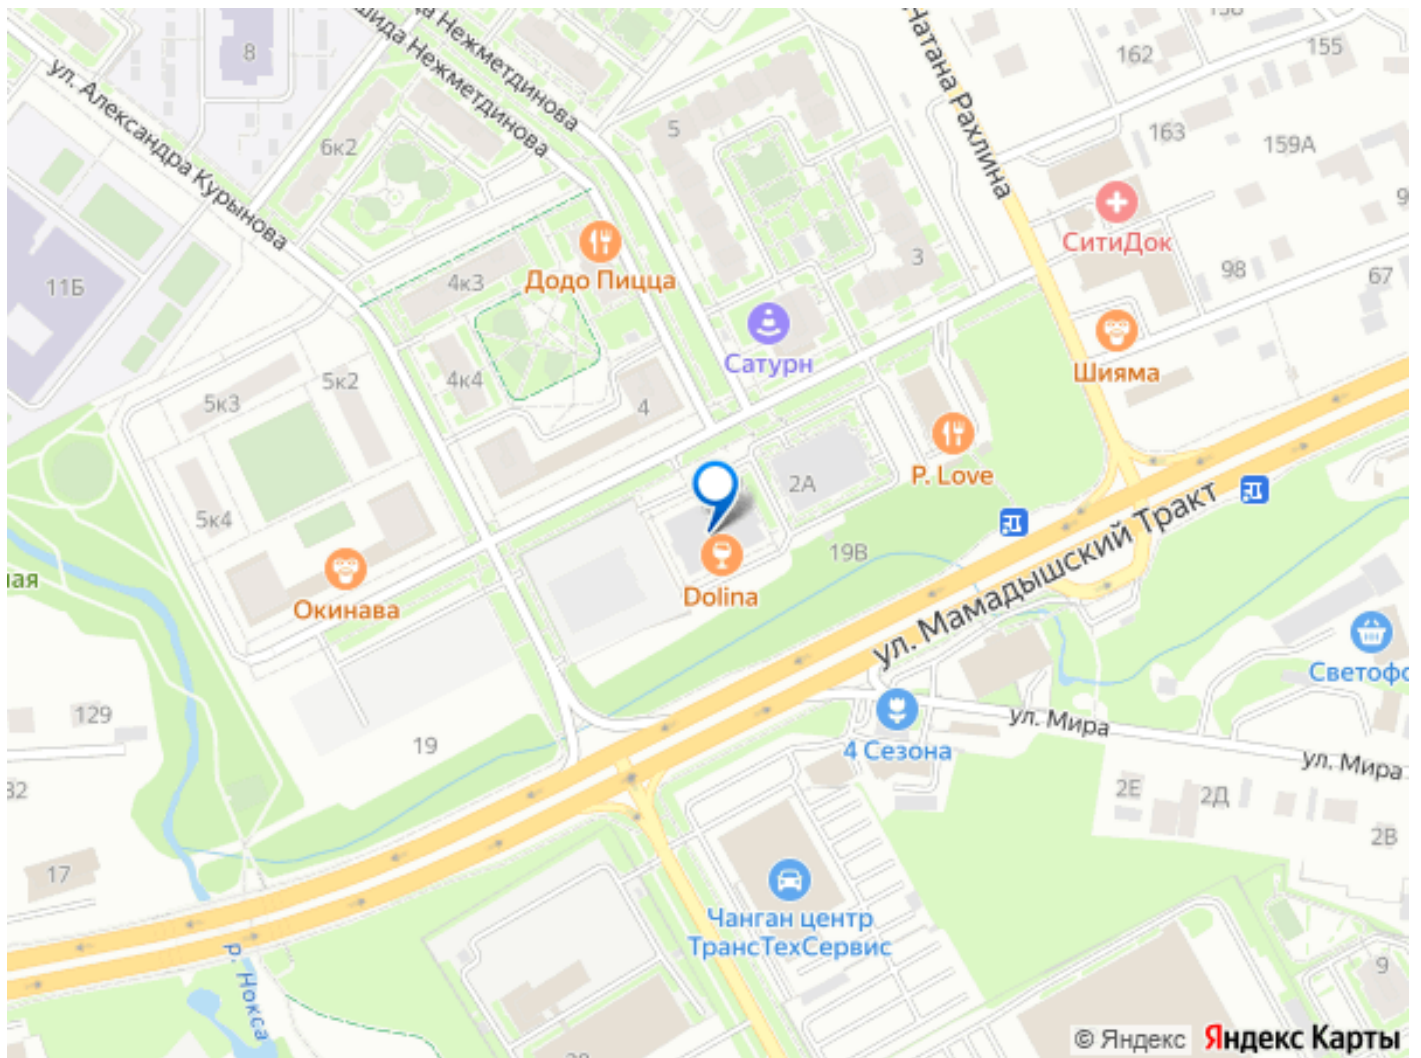 155
162
8
ул. Александра Курынова
Нежметдинова
Нежметдинова
Натана Рахлина
5
6к2
163
159А
СитиДок
11Б
4к3
Додо Пицца
3
98
67
Сатурн
Шияма
5к2
5к3
4к4
4
P. Love
2А
5к4
19В
ул. Мамадышский Тракт
Окинава
Dolina
Светофо
129
19
4 Сезона
ул. Мира
ул. Мира
2Е
2Д
2В
17
Чанган центр
ТрансТехСервис
р. Нокса
9
© Яндекс Яндекс Карты